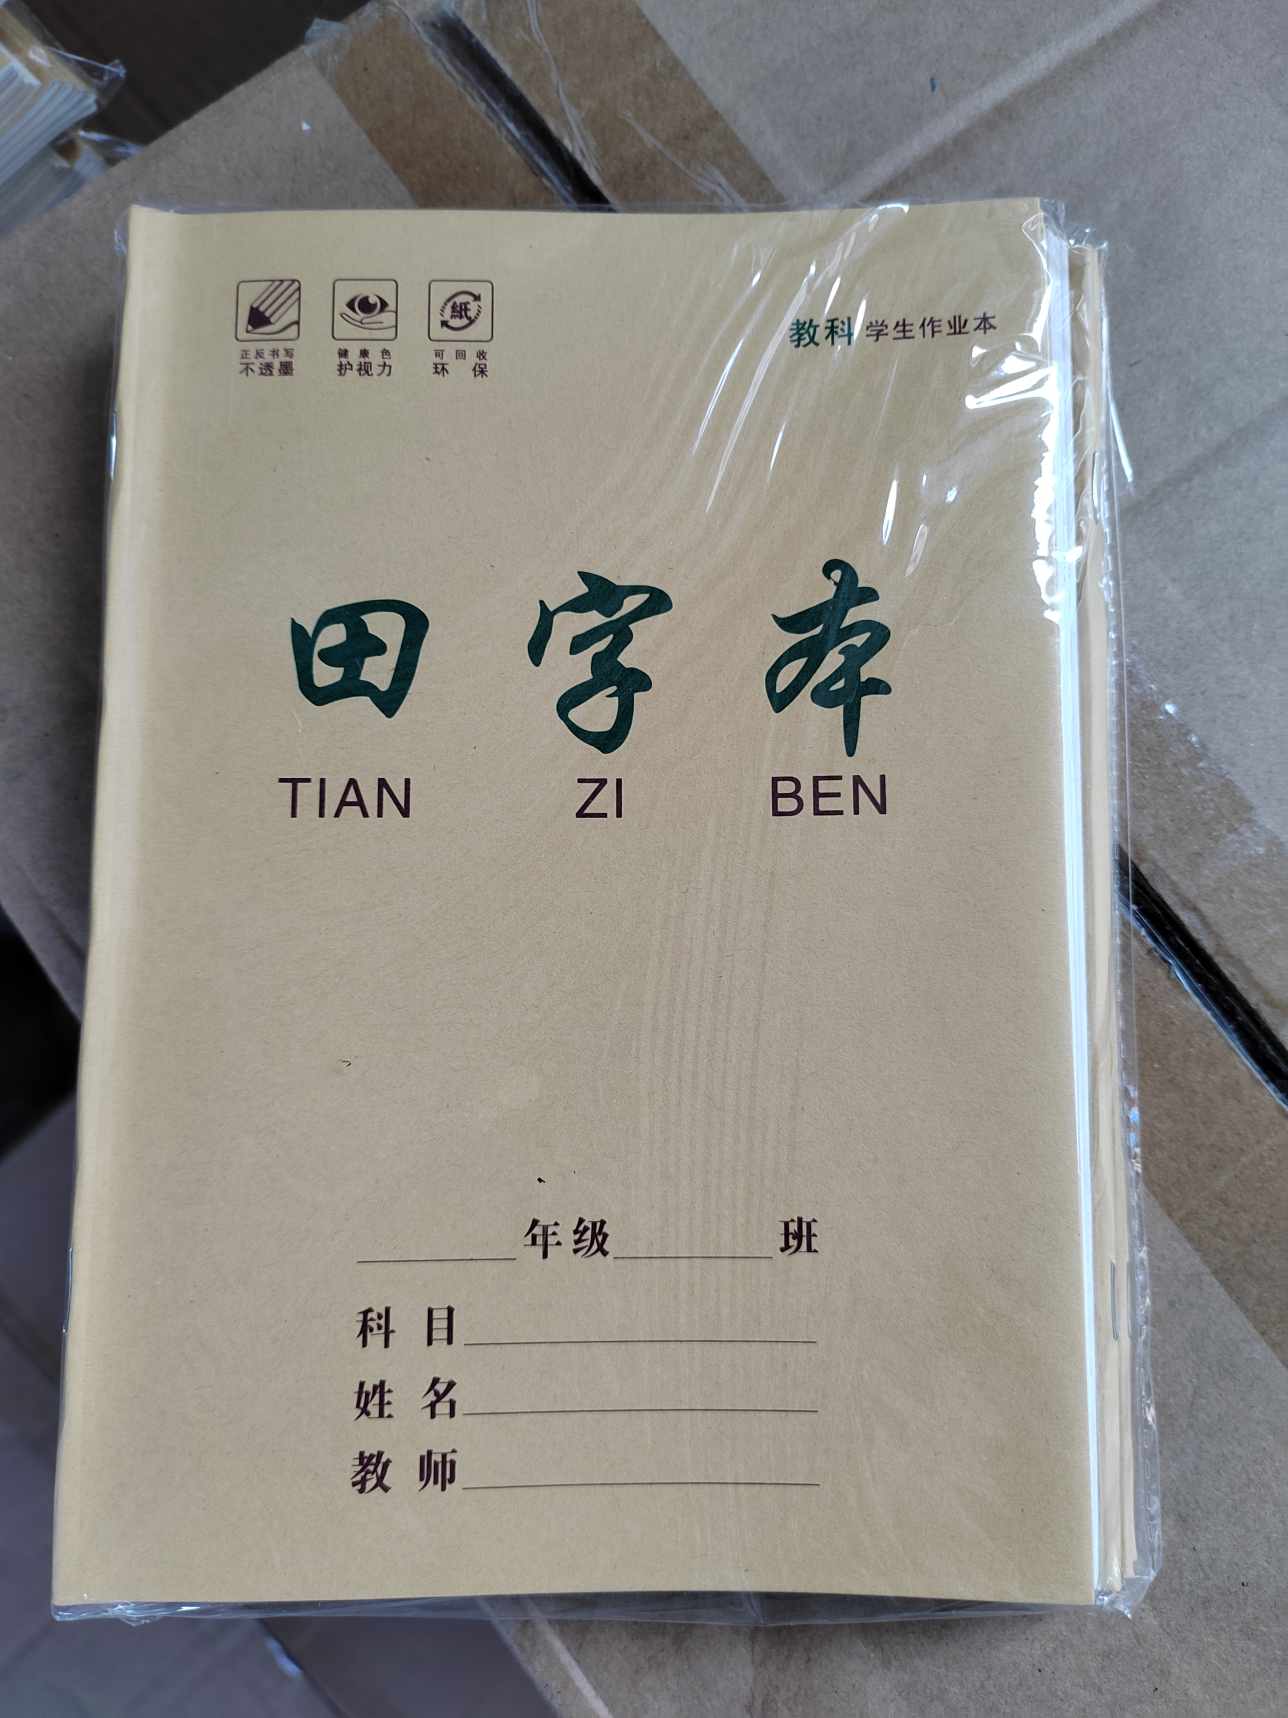 紙
正反书写 健康色 可回收
不透墨 护视力 环保
教科 学生作业本
田字本
TIAN ZI BEN
年级 班
科目
姓名
教师